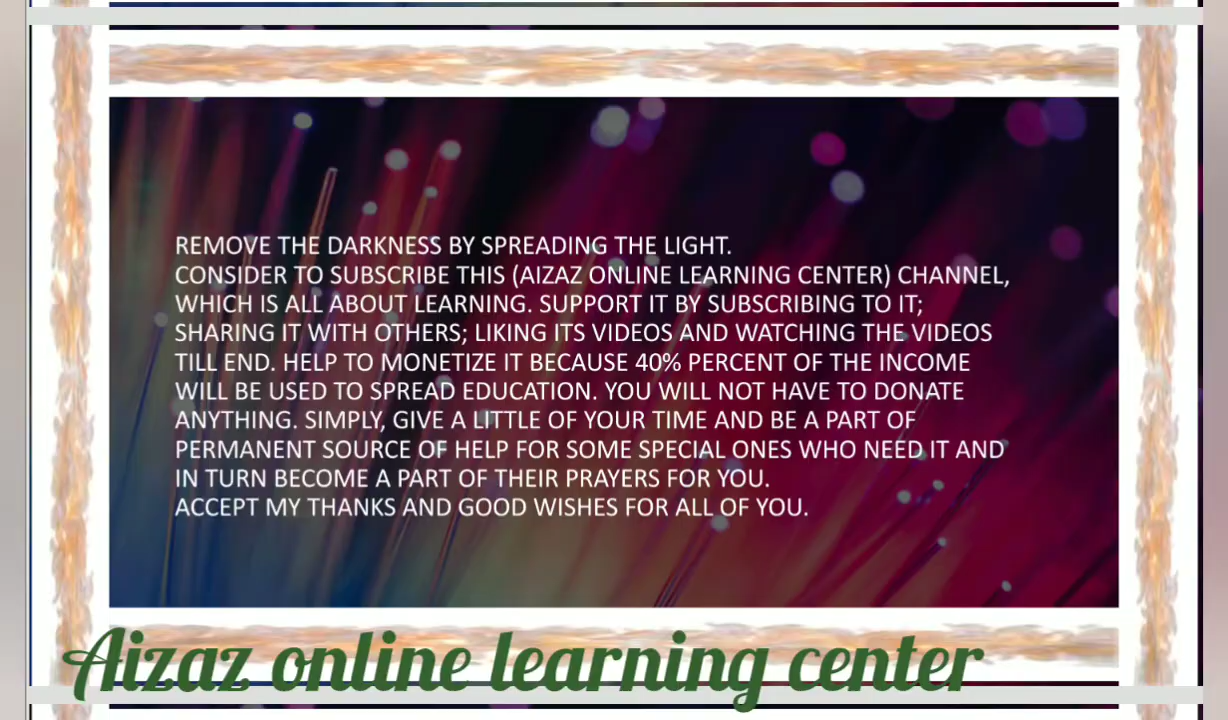 REMOVE THE DARKNESS BY SPREADING THE LIGHT.
CONSIDER TO SUBSCRIBE THIS (AIZAZ ONLINE LEARNING CENTER) CHANNEL,
WHICH IS ALL ABOUT LEARNING. SUPPORT IT BY SUBSCRIBING TO IT;
SHARING IT WITH OTHERS; LIKING ITS VIDEOS AND WATCHING THE VIDEOS
TILL END. HELP TO MONETIZE IT BECAUSE 40% PERCENT OF THE INCOME
WILL BE USED TO SPREAD EDUCATION. YOU WILL NOT HAVE TO DONATE
ANYTHING. SIMPLY, GIVE A LITTLE OF YOUR TIME AND BE A PART OF
PERMANENT SOURCE OF HELP FOR SOME SPECIAL ONES WHO NEED IT AND
IN TURN BECOME A PART OF THEIR PRAYERS FOR YOU.
ACCEPT MY THANKS AND GOOD WISHES FOR ALL OF YOU.
Aizaz online learning center